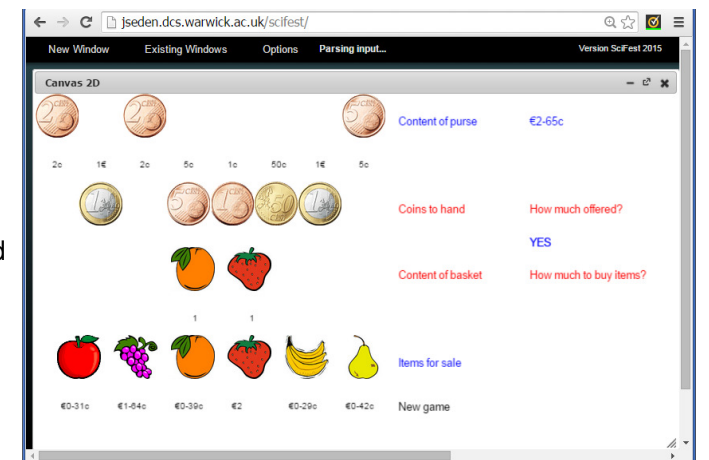 jseden.dcs.warwick.ac.uk/scifest/
New Window Existing Windows Options Parsing input... Version SciFest 2015
Canvas 2D
Content of purse €2-65c
2c 1€ 2c 5c 1c 50c 1€ 5c
Coins to hand How much offered?
YES
Content of basket How much to buy items?
1 1
Items for sale
€0-31c €1-64c €0-39c €2 €0-29c €0-42c New game
d